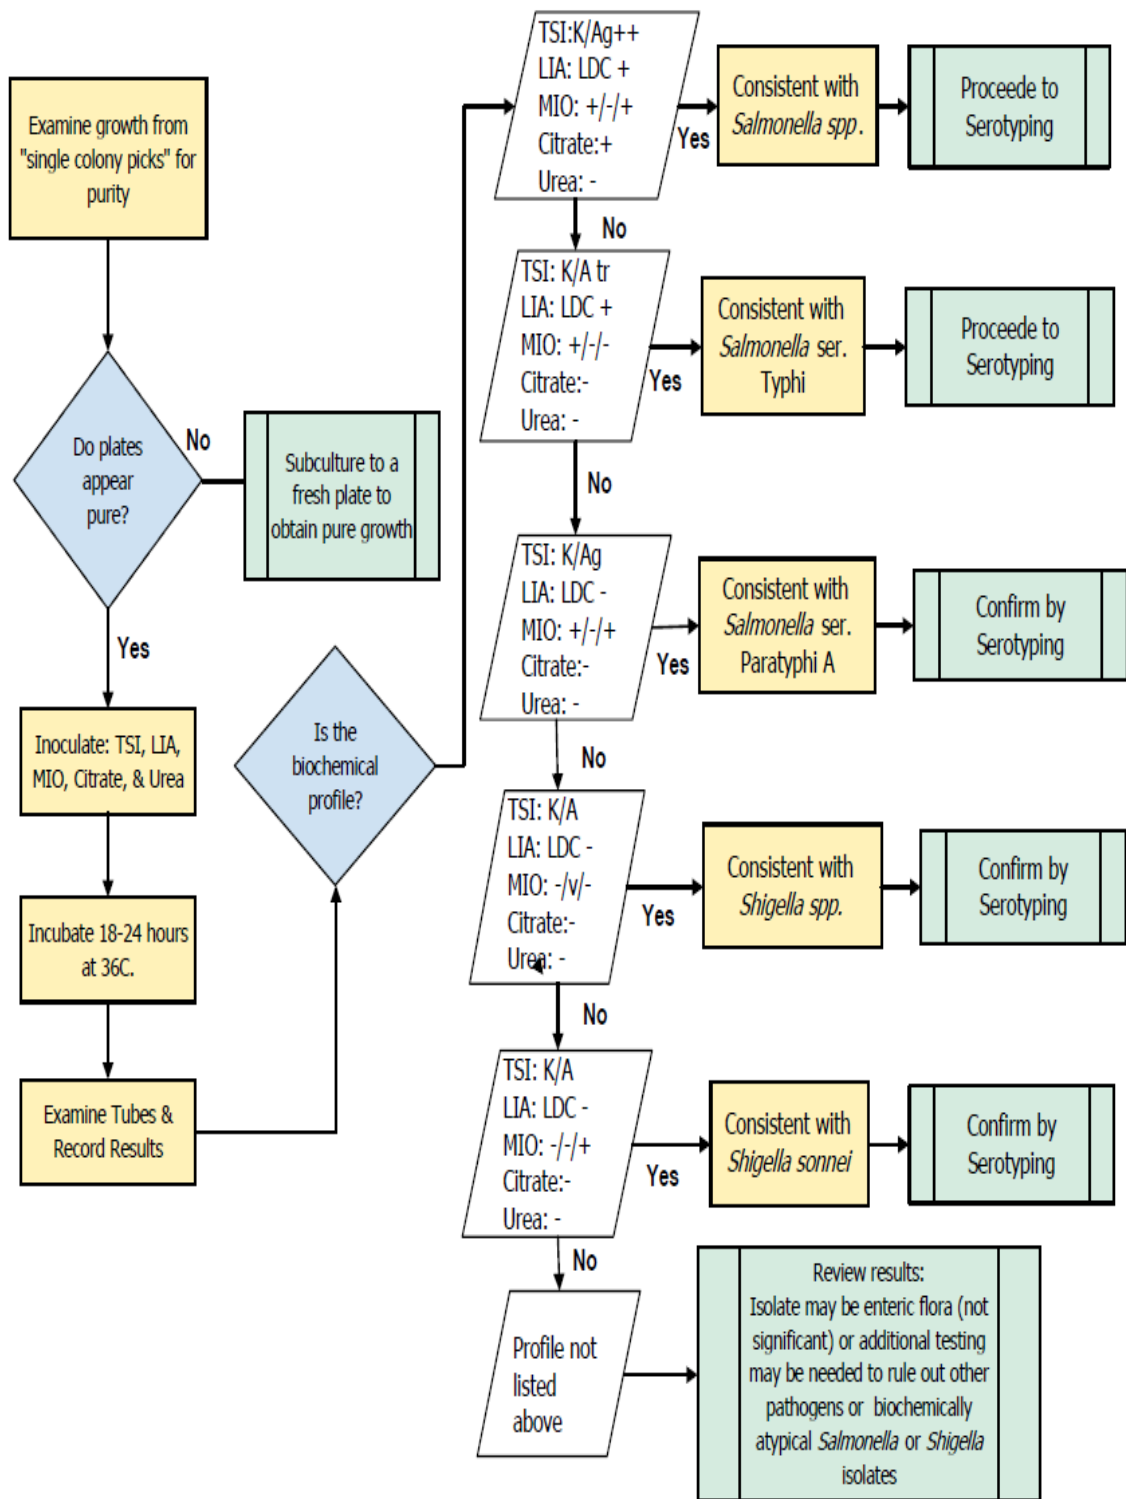 Examine growth from
"single colony picks" for
purity
Do plates
appear
pure?
No
Subculture to a
fresh plate to
obtain pure growth
Yes
Inoculate: TSI, LIA,
MIO, Citrate, & Urea
Incubate 18-24 hours
at 36C.
Examine Tubes &
Record Results
Is the
biochemical
profile?
TSI:K/Ag++
LIA: LDC +
MIO: +/-/+
Citrate:+
Urea: -
Yes
Consistent with
Salmonella spp.
Proceede to
Serotyping
No
TSI: K/A tr
LIA: LDC +
MIO: +/-/-
Citrate:-
Urea: -
Yes
Consistent with
Salmonella ser.
Typhi
Proceede to
Serotyping
No
TSI: K/Ag
LIA: LDC -
MIO: +/-/+
Citrate:-
Urea: -
Yes
Consistent with
Salmonella ser.
Paratyphi A
Confirm by
Serotyping
No
TSI: K/A
LIA: LDC -
MIO: -/v/-
Citrate:-
Urea: -
Yes
Consistent with
Shigella spp.
Confirm by
Serotyping
No
TSI: K/A
LIA: LDC -
MIO: -/-/+
Citrate:-
Urea: -
Yes
Consistent with
Shigella sonnei
Confirm by
Serotyping
No
Profile not
listed
above
Review results:
Isolate may be enteric flora (not
significant) or additional testing
may be needed to rule out other
pathogens or biochemically
atypical Salmonella or Shigella
isolates